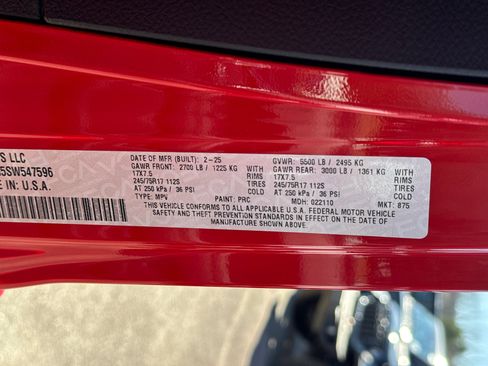 S LLC
5SW547596
E IN U.S.A.
DATE OF MFR (BUILT): 2-25 GVWR: 5500 LB / 2495 KG
GAWR FRONT: 2700 LB / 1225 KG WITH GAWR REAR: 3000 LB / 1361 KG WITH
17X7.5 RIMS 17X7.5 RIMS
245/75R17 112S TIRES 245/75R17 112S TIRES
AT 250 kPa / 36 PSI COLD AT 250 kPa / 36 PSI COLD
TYPE: MPV PAINT: PRC MDH: 022110 MKT: 875
THIS VEHICLE CONFORMS TO ALL APPLICABLE U.S.A. FEDERAL MOTOR VEHICLE
SAFETY AND THEFT PREVENTION STANDARDS IN EFFECT ON THE DATE OF
MANUFACTURE SHOWN ABOVE.